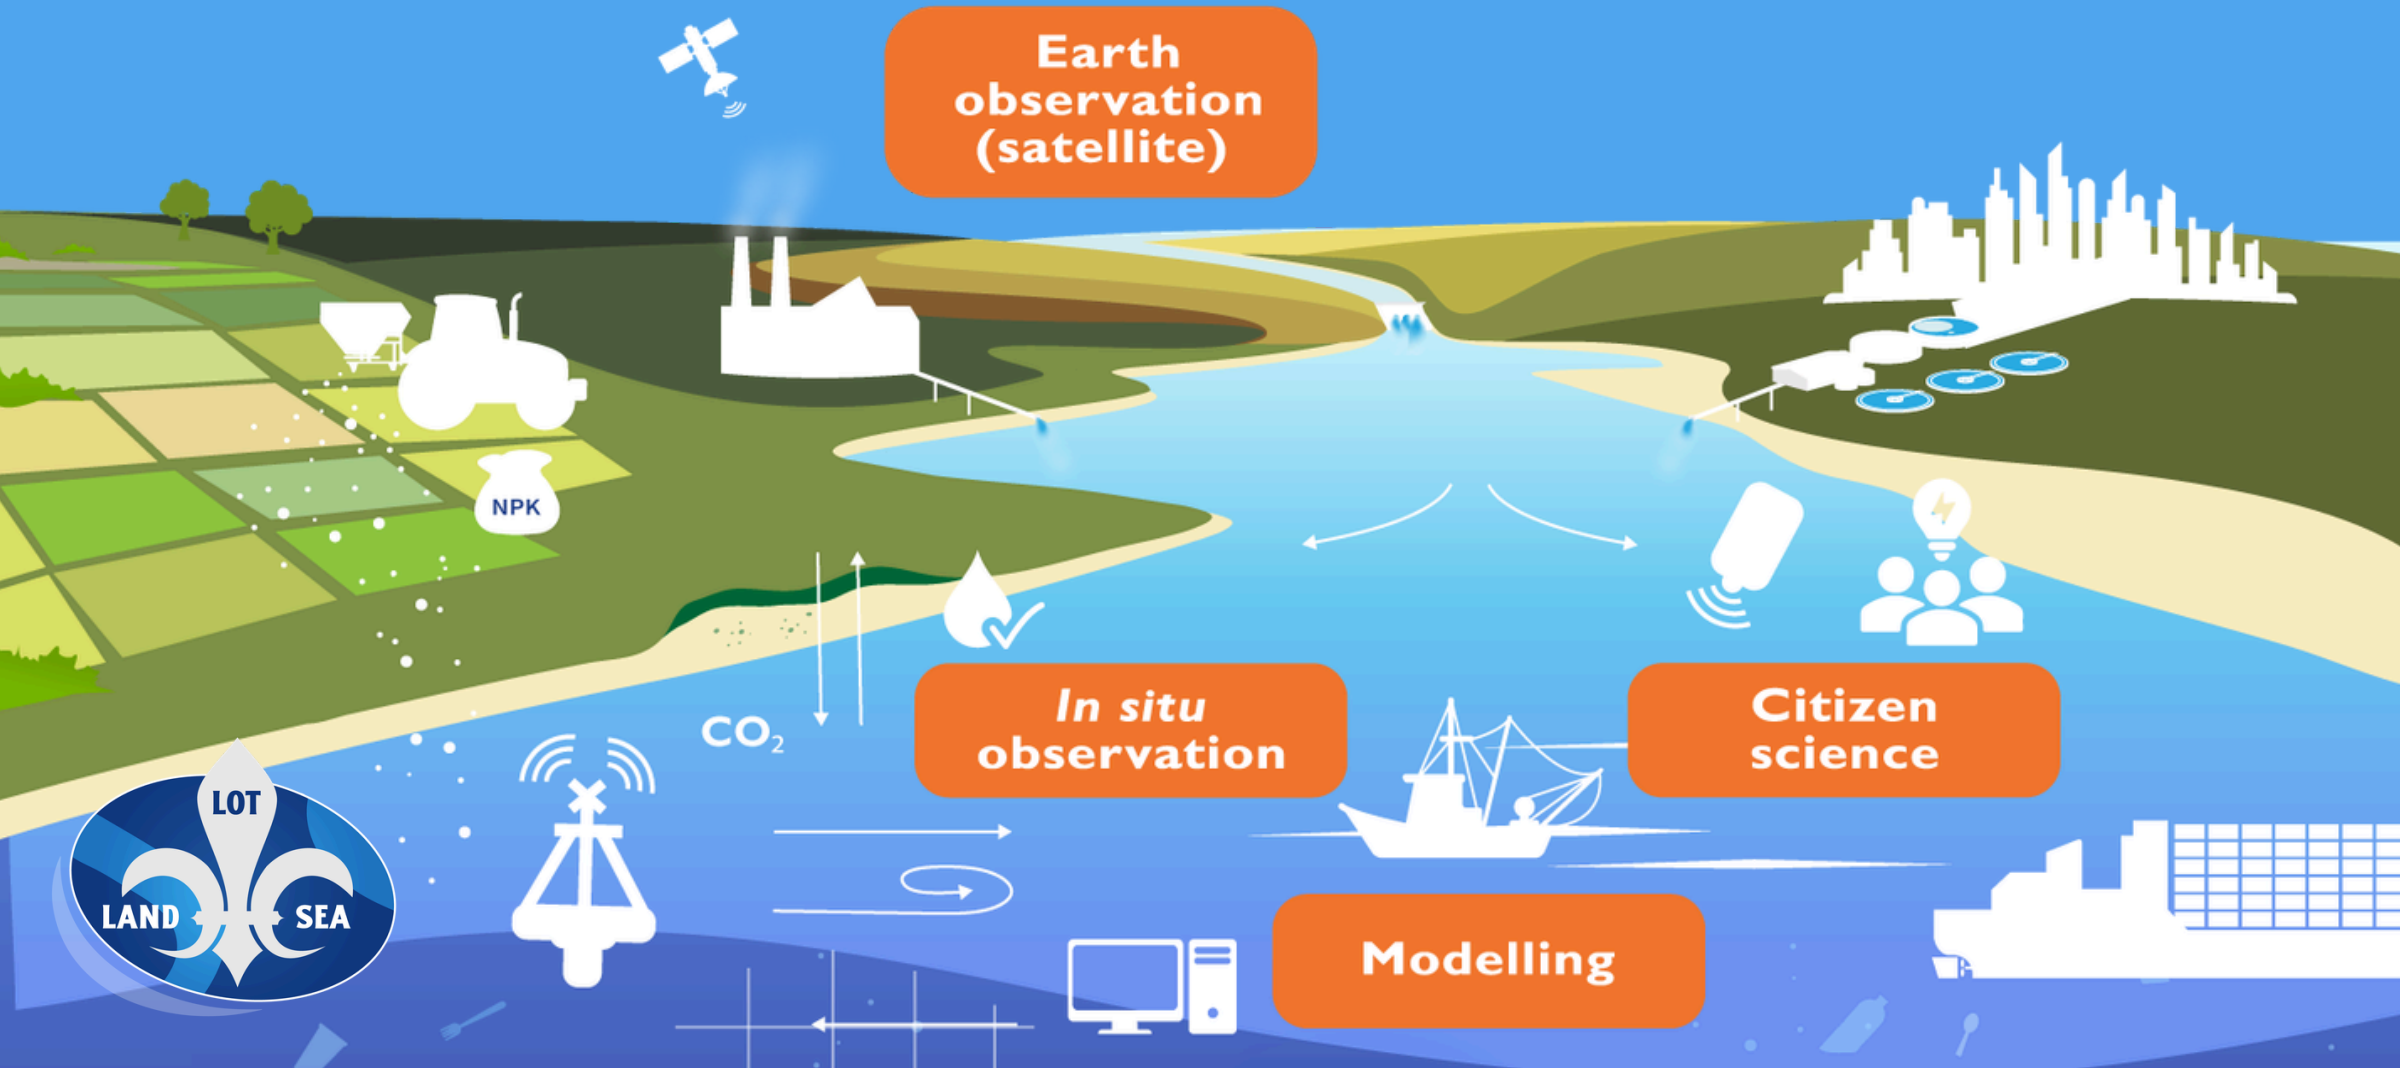 Earth
observation
(satellite)
NPK
CO₂
In situ
observation
Citizen
science
LOT
LAND SEA
Modelling